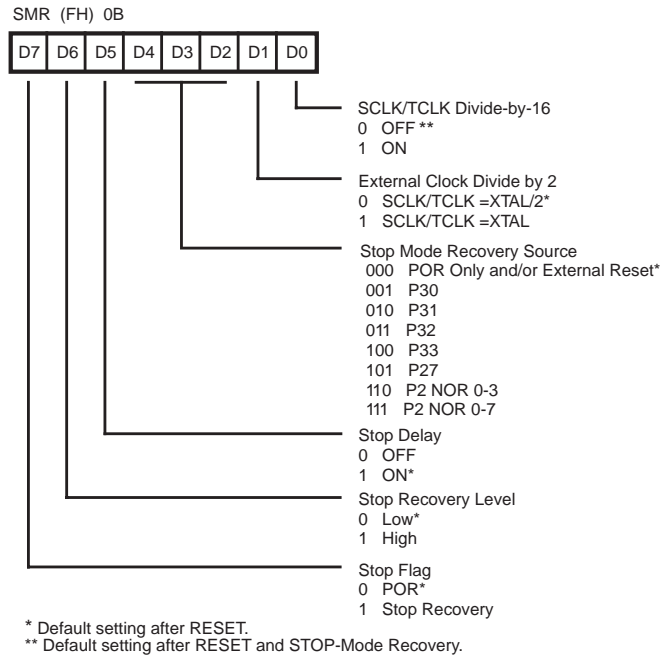 SMR (FH) 0B
D7 D6 D5 D4 D3 D2 D1 D0
SCLK/TCLK Divide-by-16
0 OFF **
1 ON
External Clock Divide by 2
0 SCLK/TCLK =XTAL/2*
1 SCLK/TCLK =XTAL
Stop Mode Recovery Source
000 POR Only and/or External Reset*
001 P30
010 P31
011 P32
100 P33
101 P27
110 P2 NOR 0-3
111 P2 NOR 0-7
Stop Delay
0 OFF
1 ON*
Stop Recovery Level
0 Low*
1 High
Stop Flag
0 POR*
1 Stop Recovery
* Default setting after RESET.
** Default setting after RESET and STOP-Mode Recovery.